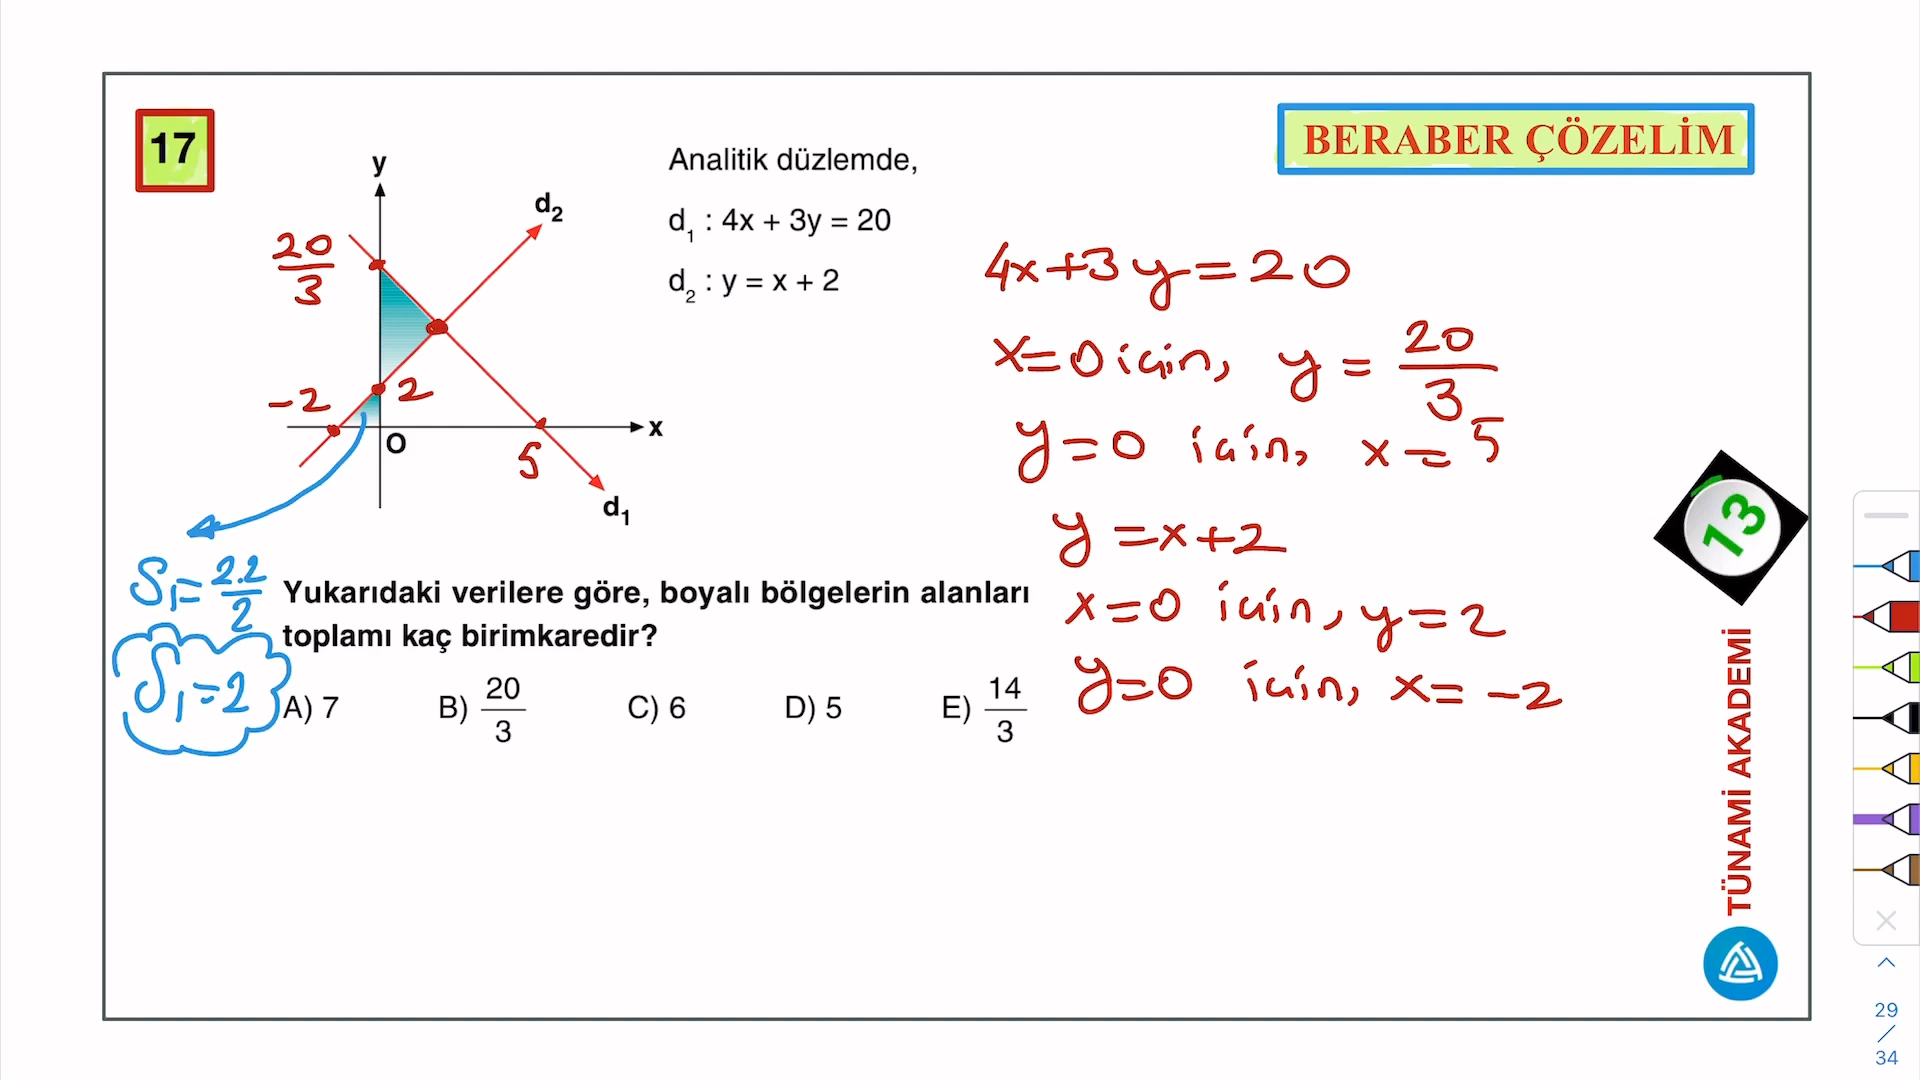 17
BERABER ÇÖZELİM
y
d2
Analitik düzlemde,
d1 : 4x + 3y = 20
d2 : y = x + 2
20/3
-2
2
O
x
5
d1
4x+3y=20
x=0 için, y = 20/3
y=0 için, x=5
y=x+2
x=0 için, y=2
y=0 için, x=-2
13
S1=2.2/2
S1=2
Yukarıdaki verilere göre, boyalı bölgelerin alanları
toplamı kaç birimkaredir?
A) 7 B) 20/3 C) 6 D) 5 E) 14/3
TÜNAMİ AKADEMİ
29
/
34